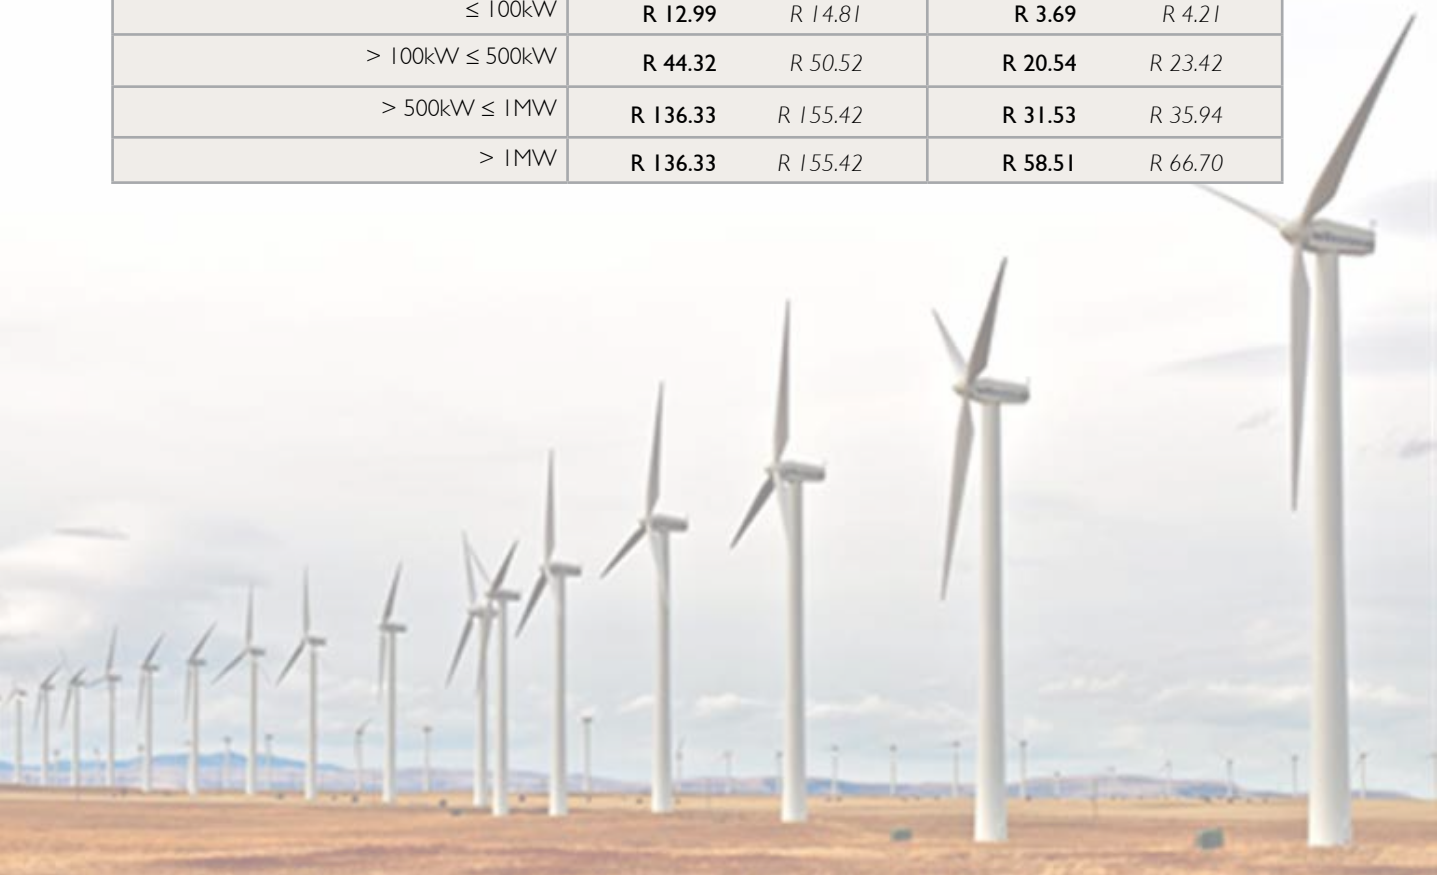 ≤ 100kW R 12.99 R 14.81 R 3.69 R 4.21
> 100kW ≤ 500kW R 44.32 R 50.52 R 20.54 R 23.42
> 500kW ≤ 1MW R 136.33 R 155.42 R 31.53 R 35.94
> 1MW R 136.33 R 155.42 R 58.51 R 66.70